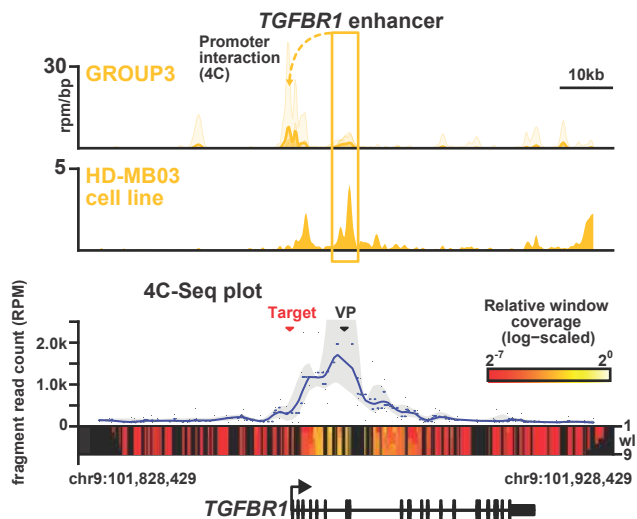 TGFBR1 enhancer
Promoter
interaction
(4C)
30
rpm/bp
GROUP3
10kb
5
HD-MB03
cell line
4C-Seq plot
Target
VP
Relative window
coverage
(log−scaled)
2^-7
2^0
fragment read count (RPM)
2.0k
1.0k
0
1
wl
9
chr9:101,828,429
chr9:101,928,429
TGFBR1